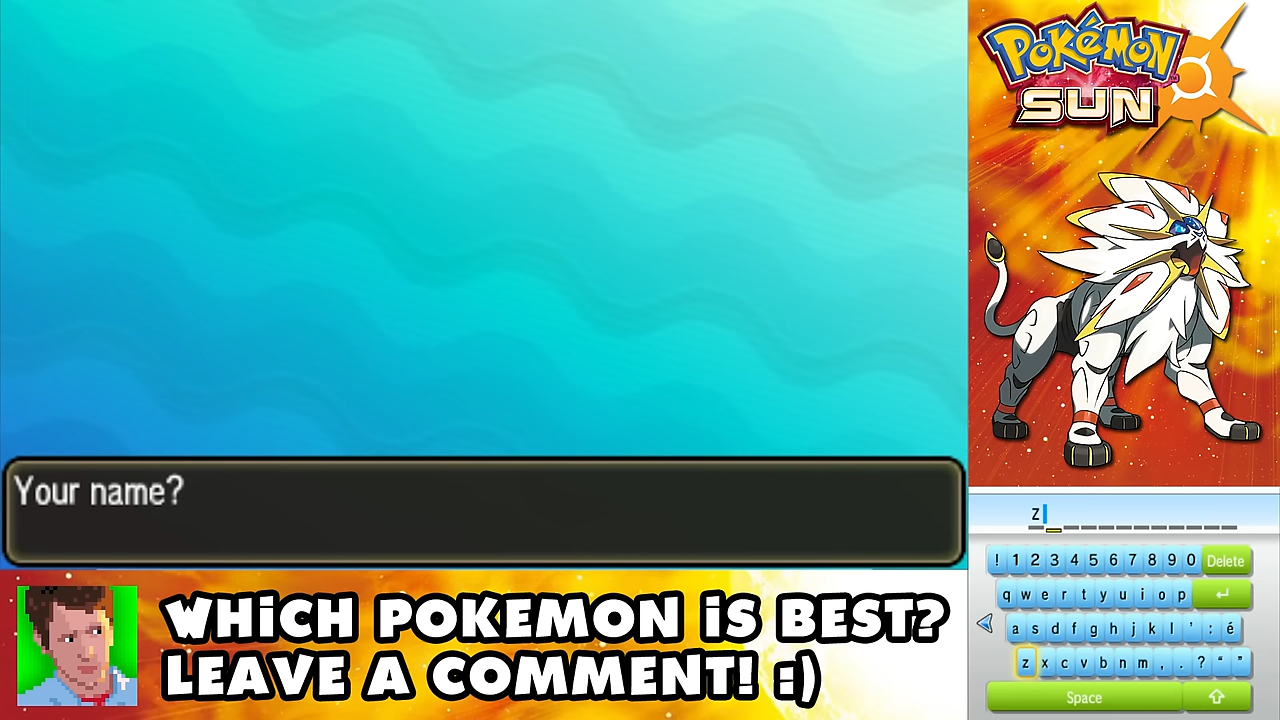 POKÉMON
SUN
Your name?
z
! 1 2 3 4 5 6 7 8 9 0 Delete
q w e r t y u i o p
a s d f g h j k l ' : é
z x c v b n m , . ? “ ”
Space
WHiCH POKEMON iS BEST?
LEAVE A COMMENT! :)